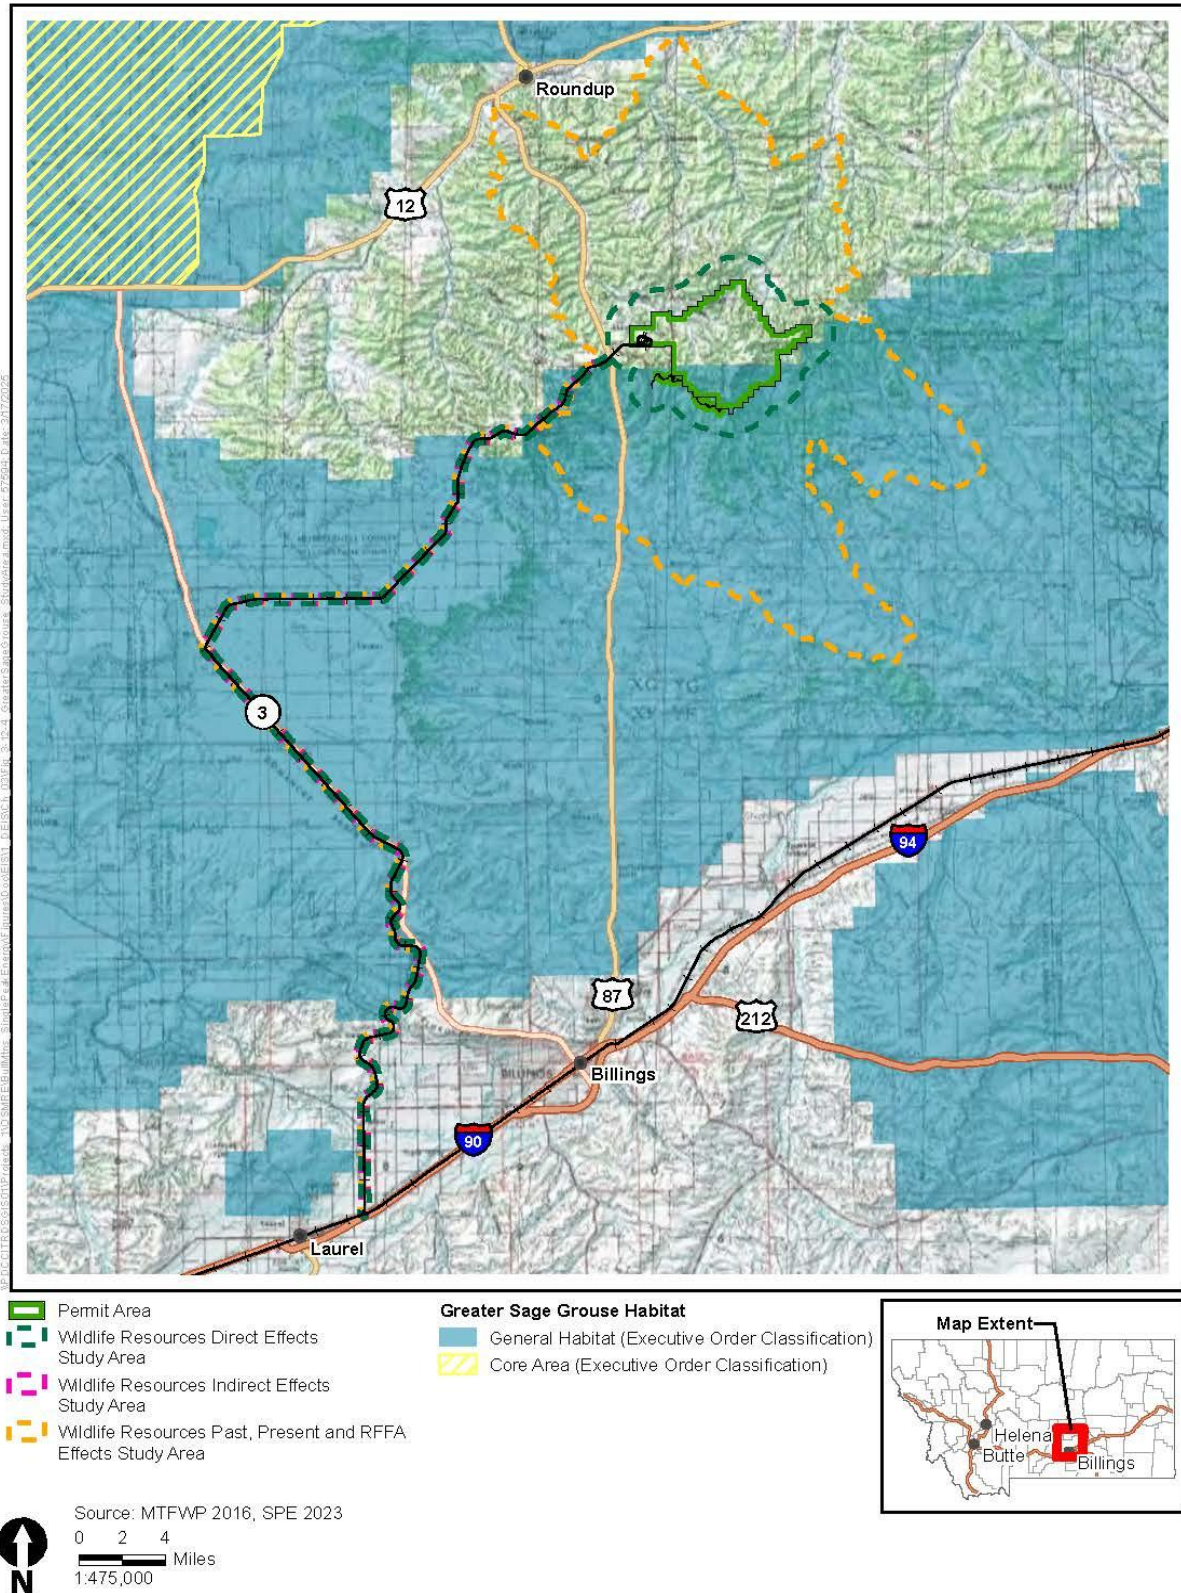 Roundup
12
3
94
87
212
Billings
90
Laurel
Permit Area
Wildlife Resources Direct Effects
Study Area
Wildlife Resources Indirect Effects
Study Area
Wildlife Resources Past, Present and RFFA
Effects Study Area
Greater Sage Grouse Habitat
General Habitat (Executive Order Classification)
Core Area (Executive Order Classification)
Map Extent
Helena
Butte
Billings
Source: MTFWP 2016, SPE 2023
0 2 4
Miles
1:475,000
N